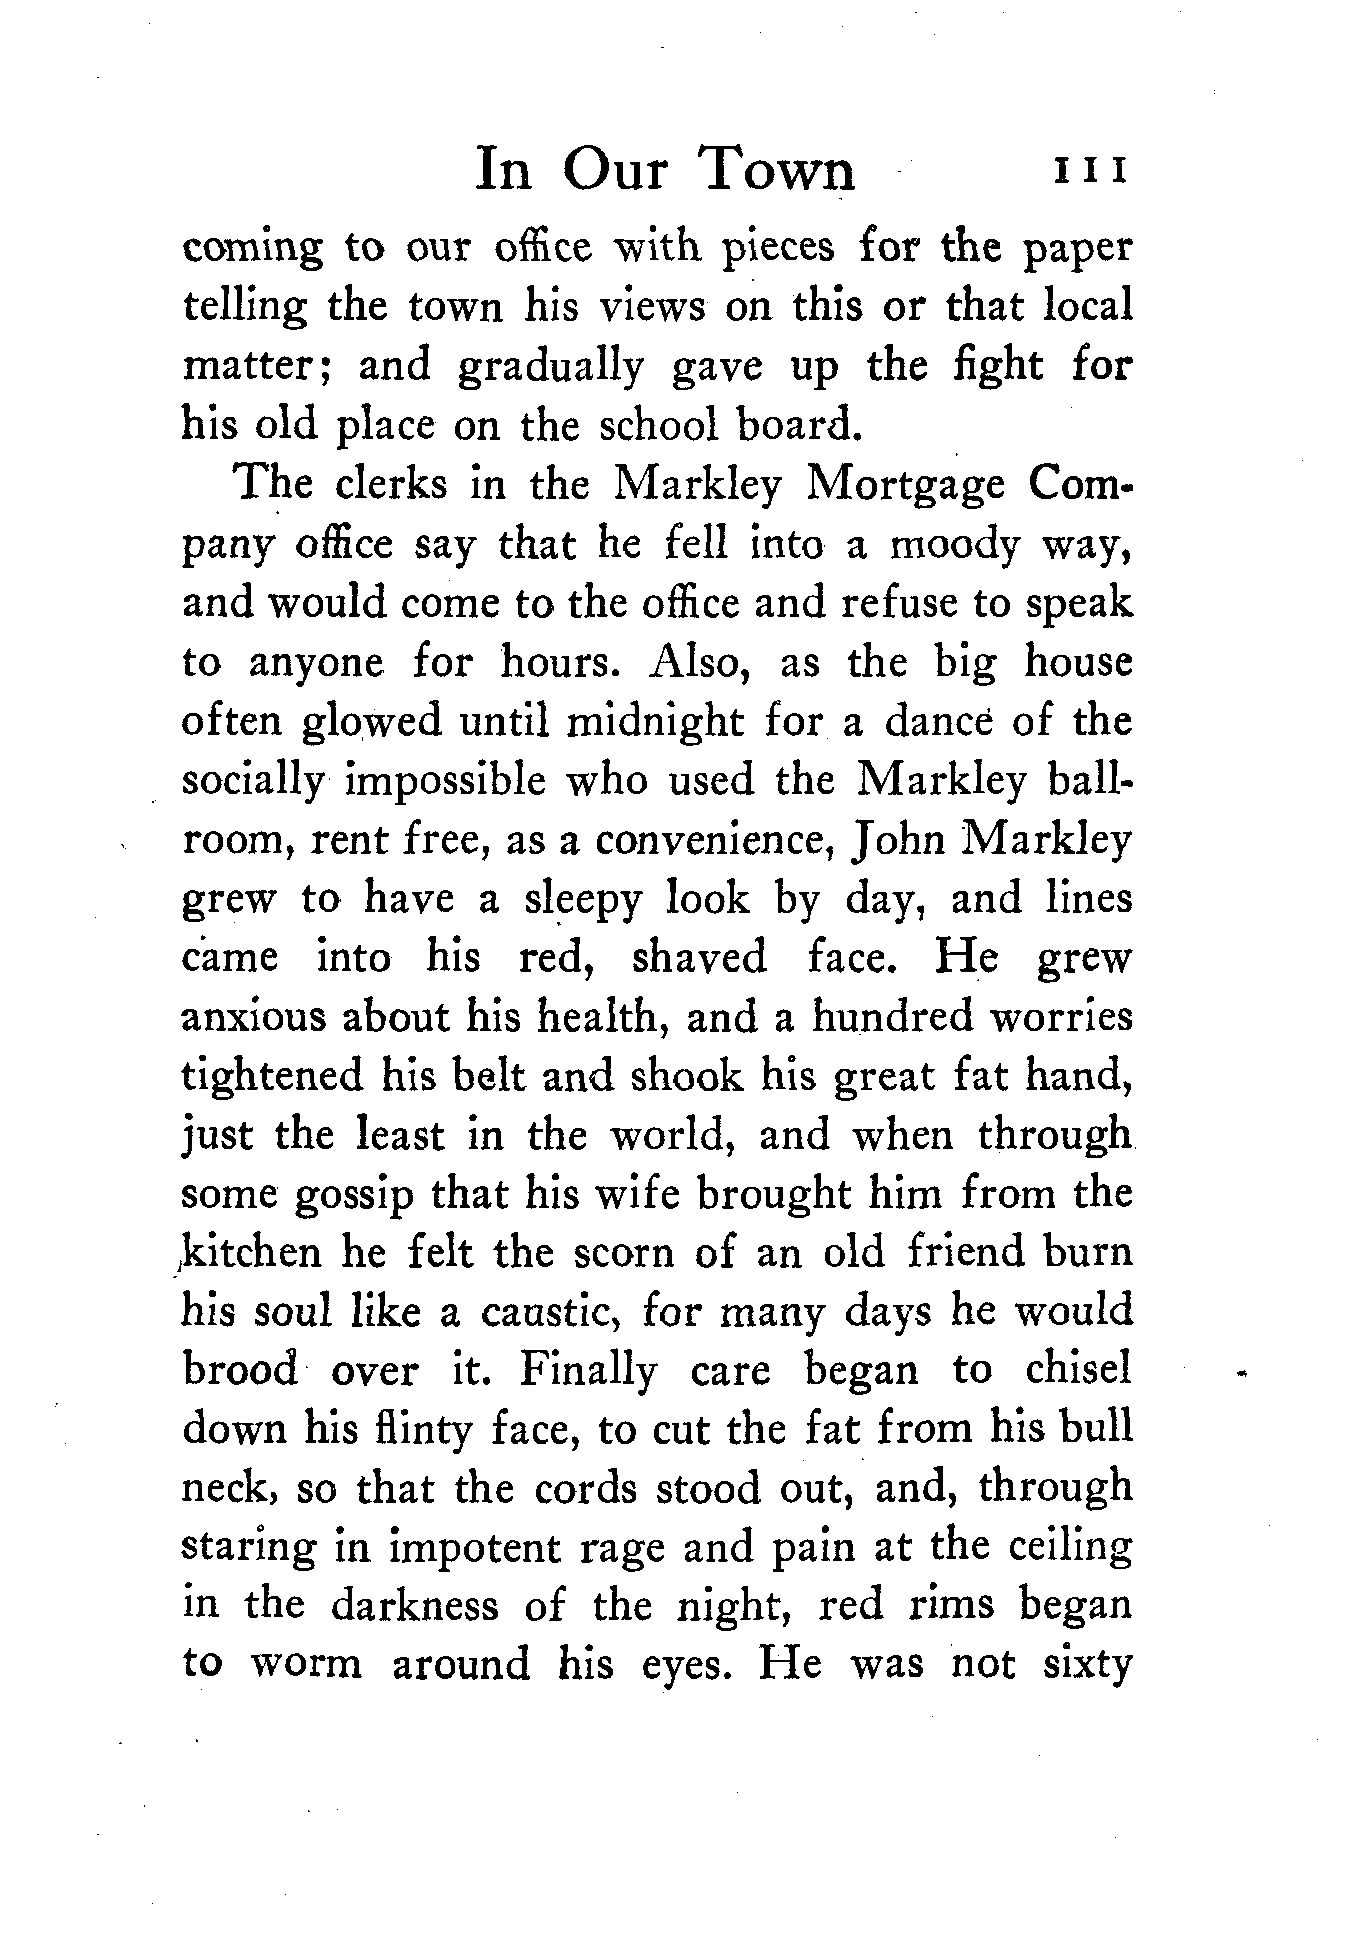 In Our Town 111
coming to our office with pieces for the paper
telling the town his views on this or that local
matter; and gradually gave up the fight for
his old place on the school board.
The clerks in the Markley Mortgage Com-
pany office say that he fell into a moody way,
and would come to the office and refuse to speak
to anyone for hours. Also, as the big house
often glowed until midnight for a dance of the
socially impossible who used the Markley ball-
room, rent free, as a convenience, John Markley
grew to have a sleepy look by day, and lines
came into his red, shaved face. He grew
anxious about his health, and a hundred worries
tightened his belt and shook his great fat hand,
just the least in the world, and when through
some gossip that his wife brought him from the
kitchen he felt the scorn of an old friend burn
his soul like a caustic, for many days he would
brood over it. Finally care began to chisel
down his flinty face, to cut the fat from his bull
neck, so that the cords stood out, and, through
staring in impotent rage and pain at the ceiling
in the darkness of the night, red rims began
to worm around his eyes. He was not sixty